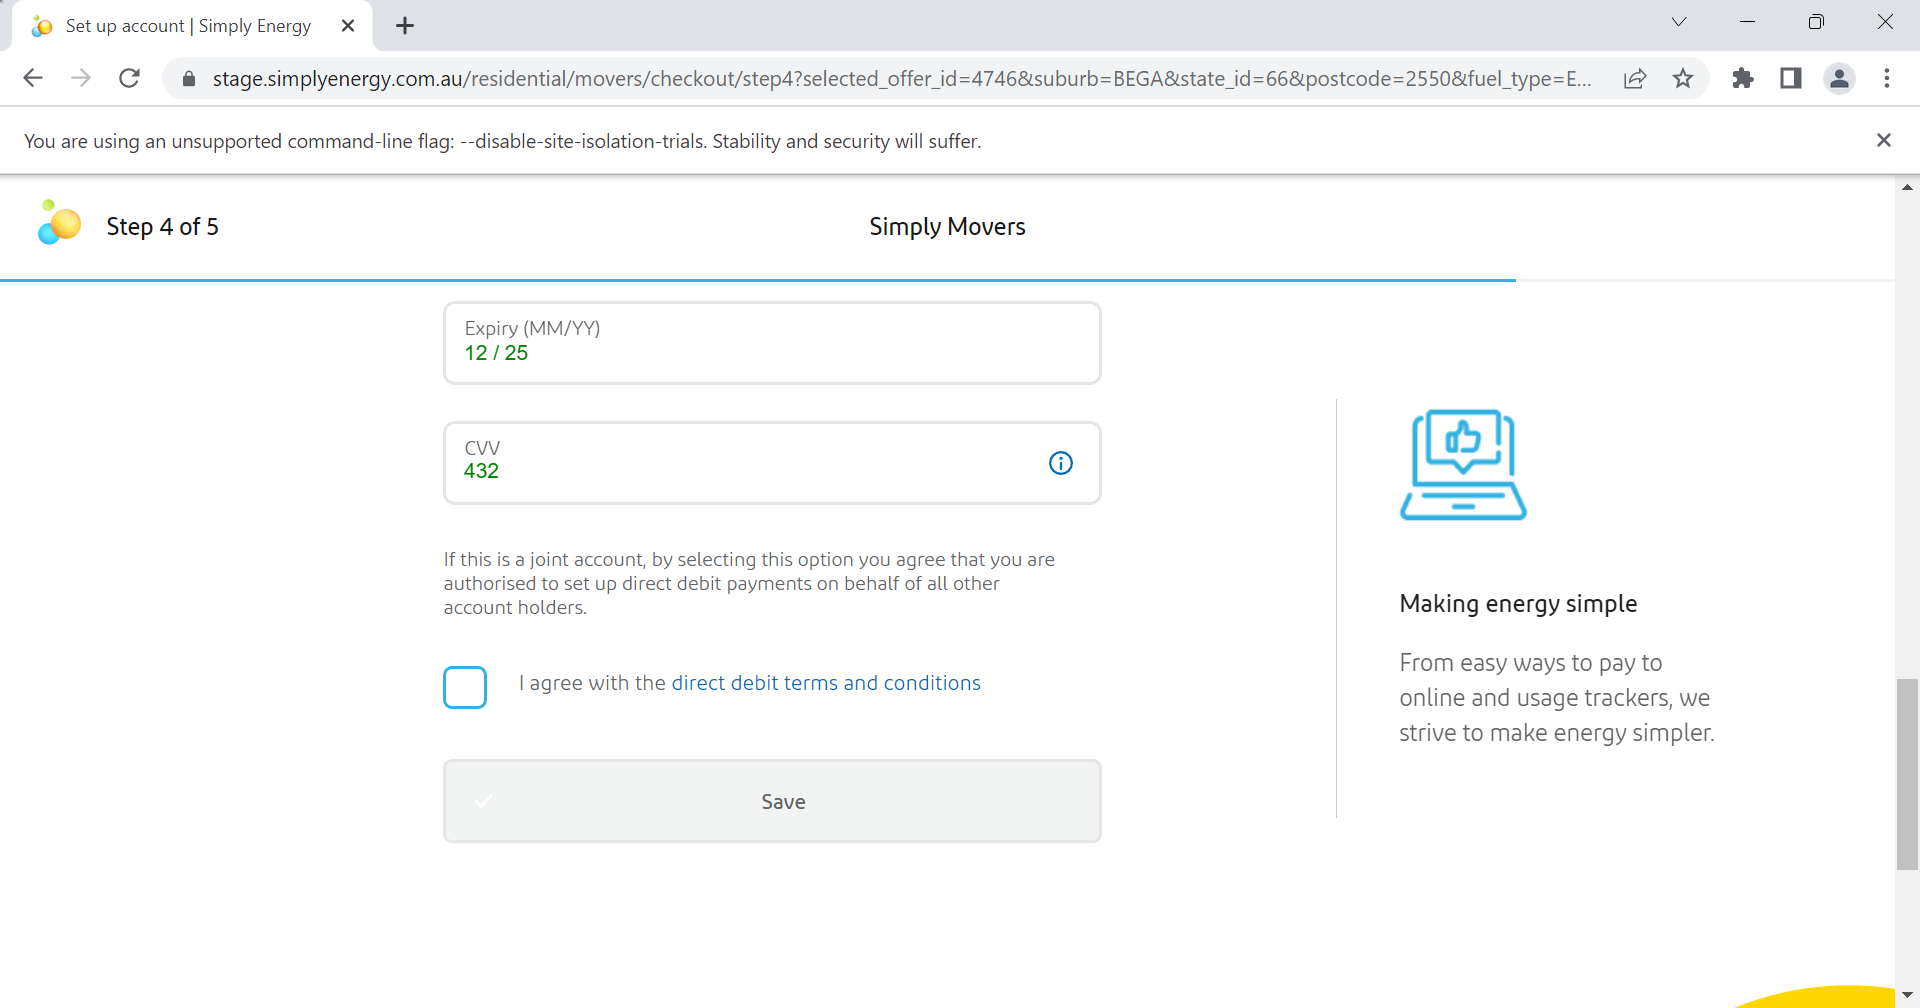 Set up account | Simply Energy
stage.simplyenergy.com.au/residential/movers/checkout/step4?selected_offer_id=4746&suburb=BEGA&state_id=66&postcode=2550&fuel_type=E...
You are using an unsupported command-line flag: --disable-site-isolation-trials. Stability and security will suffer.
Step 4 of 5
Simply Movers
Expiry (MM/YY)
12 / 25
CVV
432
If this is a joint account, by selecting this option you agree that you are
authorised to set up direct debit payments on behalf of all other
account holders.
I agree with the direct debit terms and conditions
Save
Making energy simple
From easy ways to pay to
online and usage trackers, we
strive to make energy simpler.